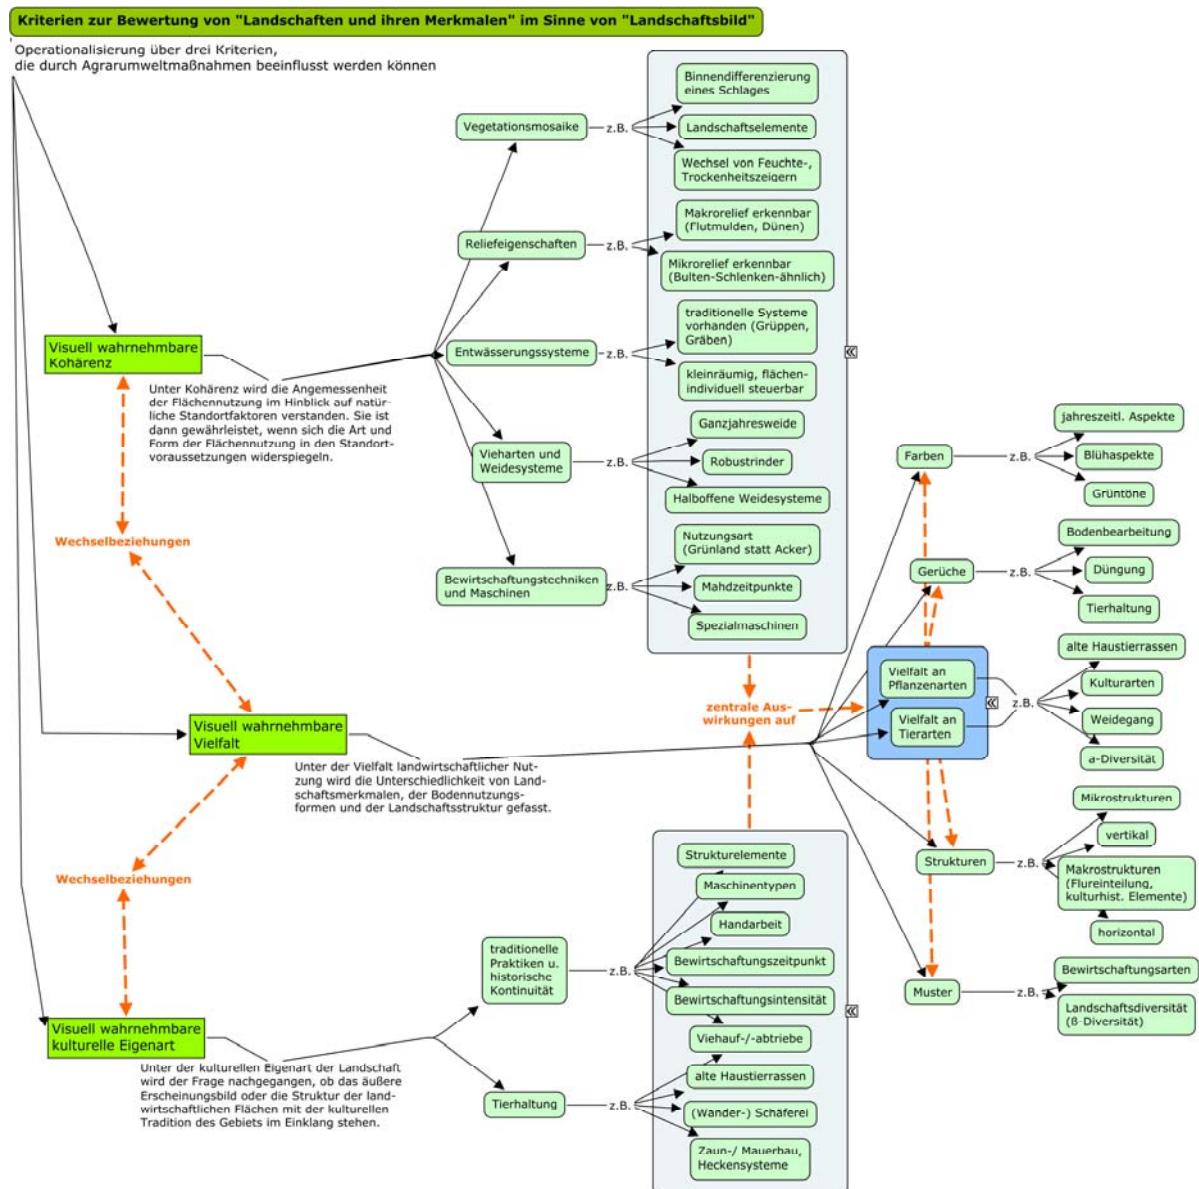 Kriterien zur Bewertung von "Landschaften und ihren Merkmalen" im Sinne von "Landschaftsbild"
Operationalisierung über drei Kriterien,
die durch Agrarumweltmaßnahmen beeinflusst werden können
Visuell wahrnehmbare
Kohärenz
Unter Kohärenz wird die Angemessenheit
der Flächennutzung im Hinblick auf natür-
liche Standortfaktoren verstanden. Sie ist
dann gewährleistet, wenn sich die Art und
Form der Flächennutzung in den Standort-
voraussetzungen widerspiegeln.
Vegetationsmosaike
z.B.
Binnendifferenzierung
eines Schlages
Landschaftselemente
Wechsel von Feuchte-,
Trockenheitszeigern
Reliefeigenschaften
z.B.
Makrorelief erkennbar
(Flutmulden, Dünen)
Mikrorelief erkennbar
(Bulten-Schlenken-ähnlich)
Entwässerungssysteme
z.B.
traditionelle Systeme
vorhanden (Grüppen,
Gräben)
kleinräumig, flächen-
individuell steuerbar
Vieharten und
Weidesysteme
z.B.
Ganzjahresweide
Robustrinder
Halboffene Weidesysteme
Bewirtschaftungstechniken
und Maschinen
z.B.
Nutzungsart
(Grünland statt Acker)
Mahdzeitpunkte
Spezialmaschinen
Wechselbeziehungen
zentrale Aus-
wirkungen auf
Visuell wahrnehmbare
Vielfalt
Unter der Vielfalt landwirtschaftlicher Nut-
zung wird die Unterschiedlichkeit von Land-
schaftsmerkmalen, der Bodennutzungs-
formen und der Landschaftsstruktur gefasst.
Farben
z.B.
jahreszeitl. Aspekte
Blühaspekte
Grüntöne
Gerüche
z.B.
Bodenbearbeitung
Düngung
Tierhaltung
Vielfalt an
Pflanzenarten
Vielfalt an
Tierarten
z.B.
alte Haustierrassen
Kulturarten
Weidegang
a-Diversität
Strukturen
z.B.
Mikrostrukturen
vertikal
Makrostrukturen
(Flureinteilung,
kulturhist. Elemente)
horizontal
Muster
z.B.
Bewirtschaftungsarten
Landschaftsdiversität
(ß-Diversität)
Wechselbeziehungen
Visuell wahrnehmbare
kulturelle Eigenart
Unter der kulturellen Eigenart der Landschaft
wird der Frage nachgegangen, ob das äußere
Erscheinungsbild oder die Struktur der land-
wirtschaftlichen Flächen mit der kulturellen
Tradition des Gebiets im Einklang stehen.
traditionelle
Praktiken u.
historische
Kontinuität
z.B.
Strukturelemente
Maschinentypen
Handarbeit
Bewirtschaftungszeitpunkt
Bewirtschaftungsintensität
Tierhaltung
z.B.
Viehauf-/-abtriebe
alte Haustierrassen
(Wander-) Schäferei
Zaun-/ Mauerbau,
Heckensysteme